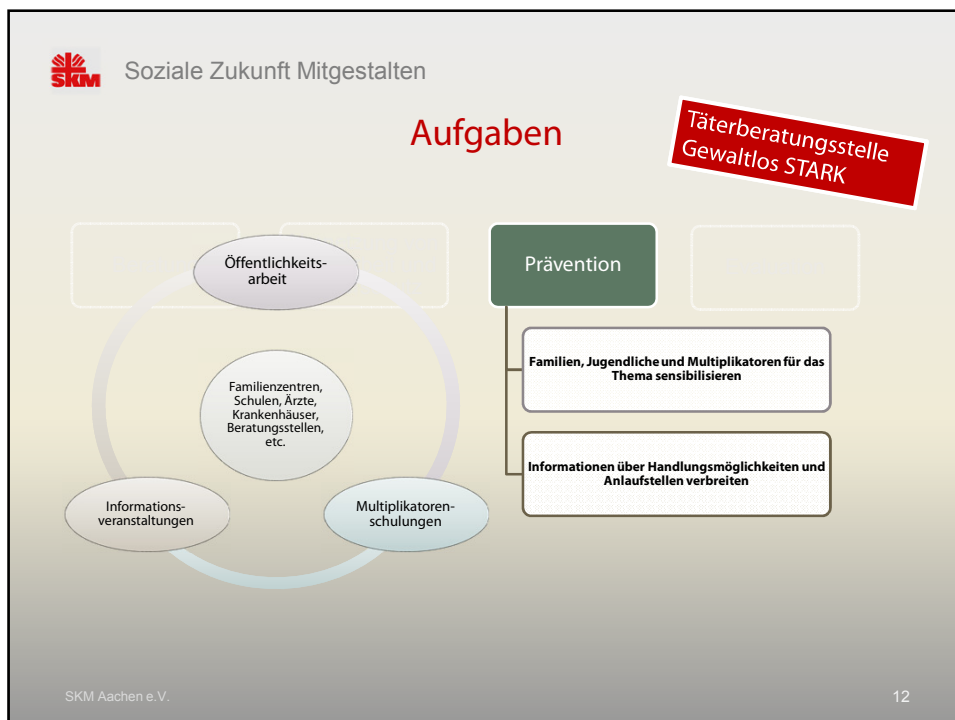 SKM
Soziale Zukunft Mitgestalten
Aufgaben
Täterberatungsstelle
Gewaltlos STARK
Öffentlichkeits-
arbeit
Familienzentren,
Schulen, Ärzte,
Krankenhäuser,
Beratungsstellen,
etc.
Informations-
veranstaltungen
Multiplikatoren-
schulungen
Prävention
Familien, Jugendliche und Multiplikatoren für das
Thema sensibilisieren
Informationen über Handlungsmöglichkeiten und
Anlaufstellen verbreiten
SKM Aachen e.V.
12